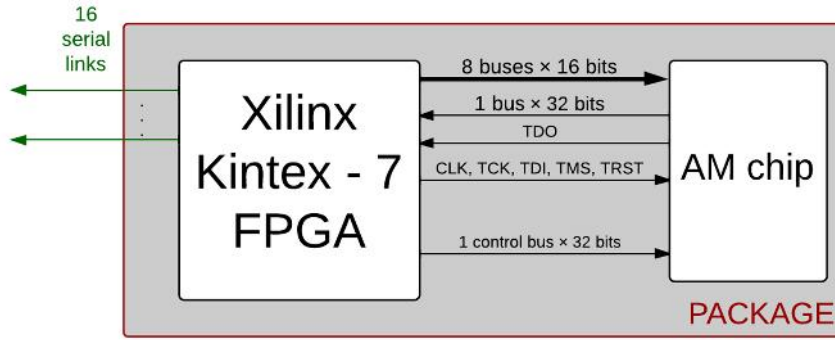 16
serial
links
Xilinx
Kintex - 7
FPGA
8 buses × 16 bits
1 bus × 32 bits
TDO
CLK, TCK, TDI, TMS, TRST
1 control bus × 32 bits
AM chip
PACKAGE